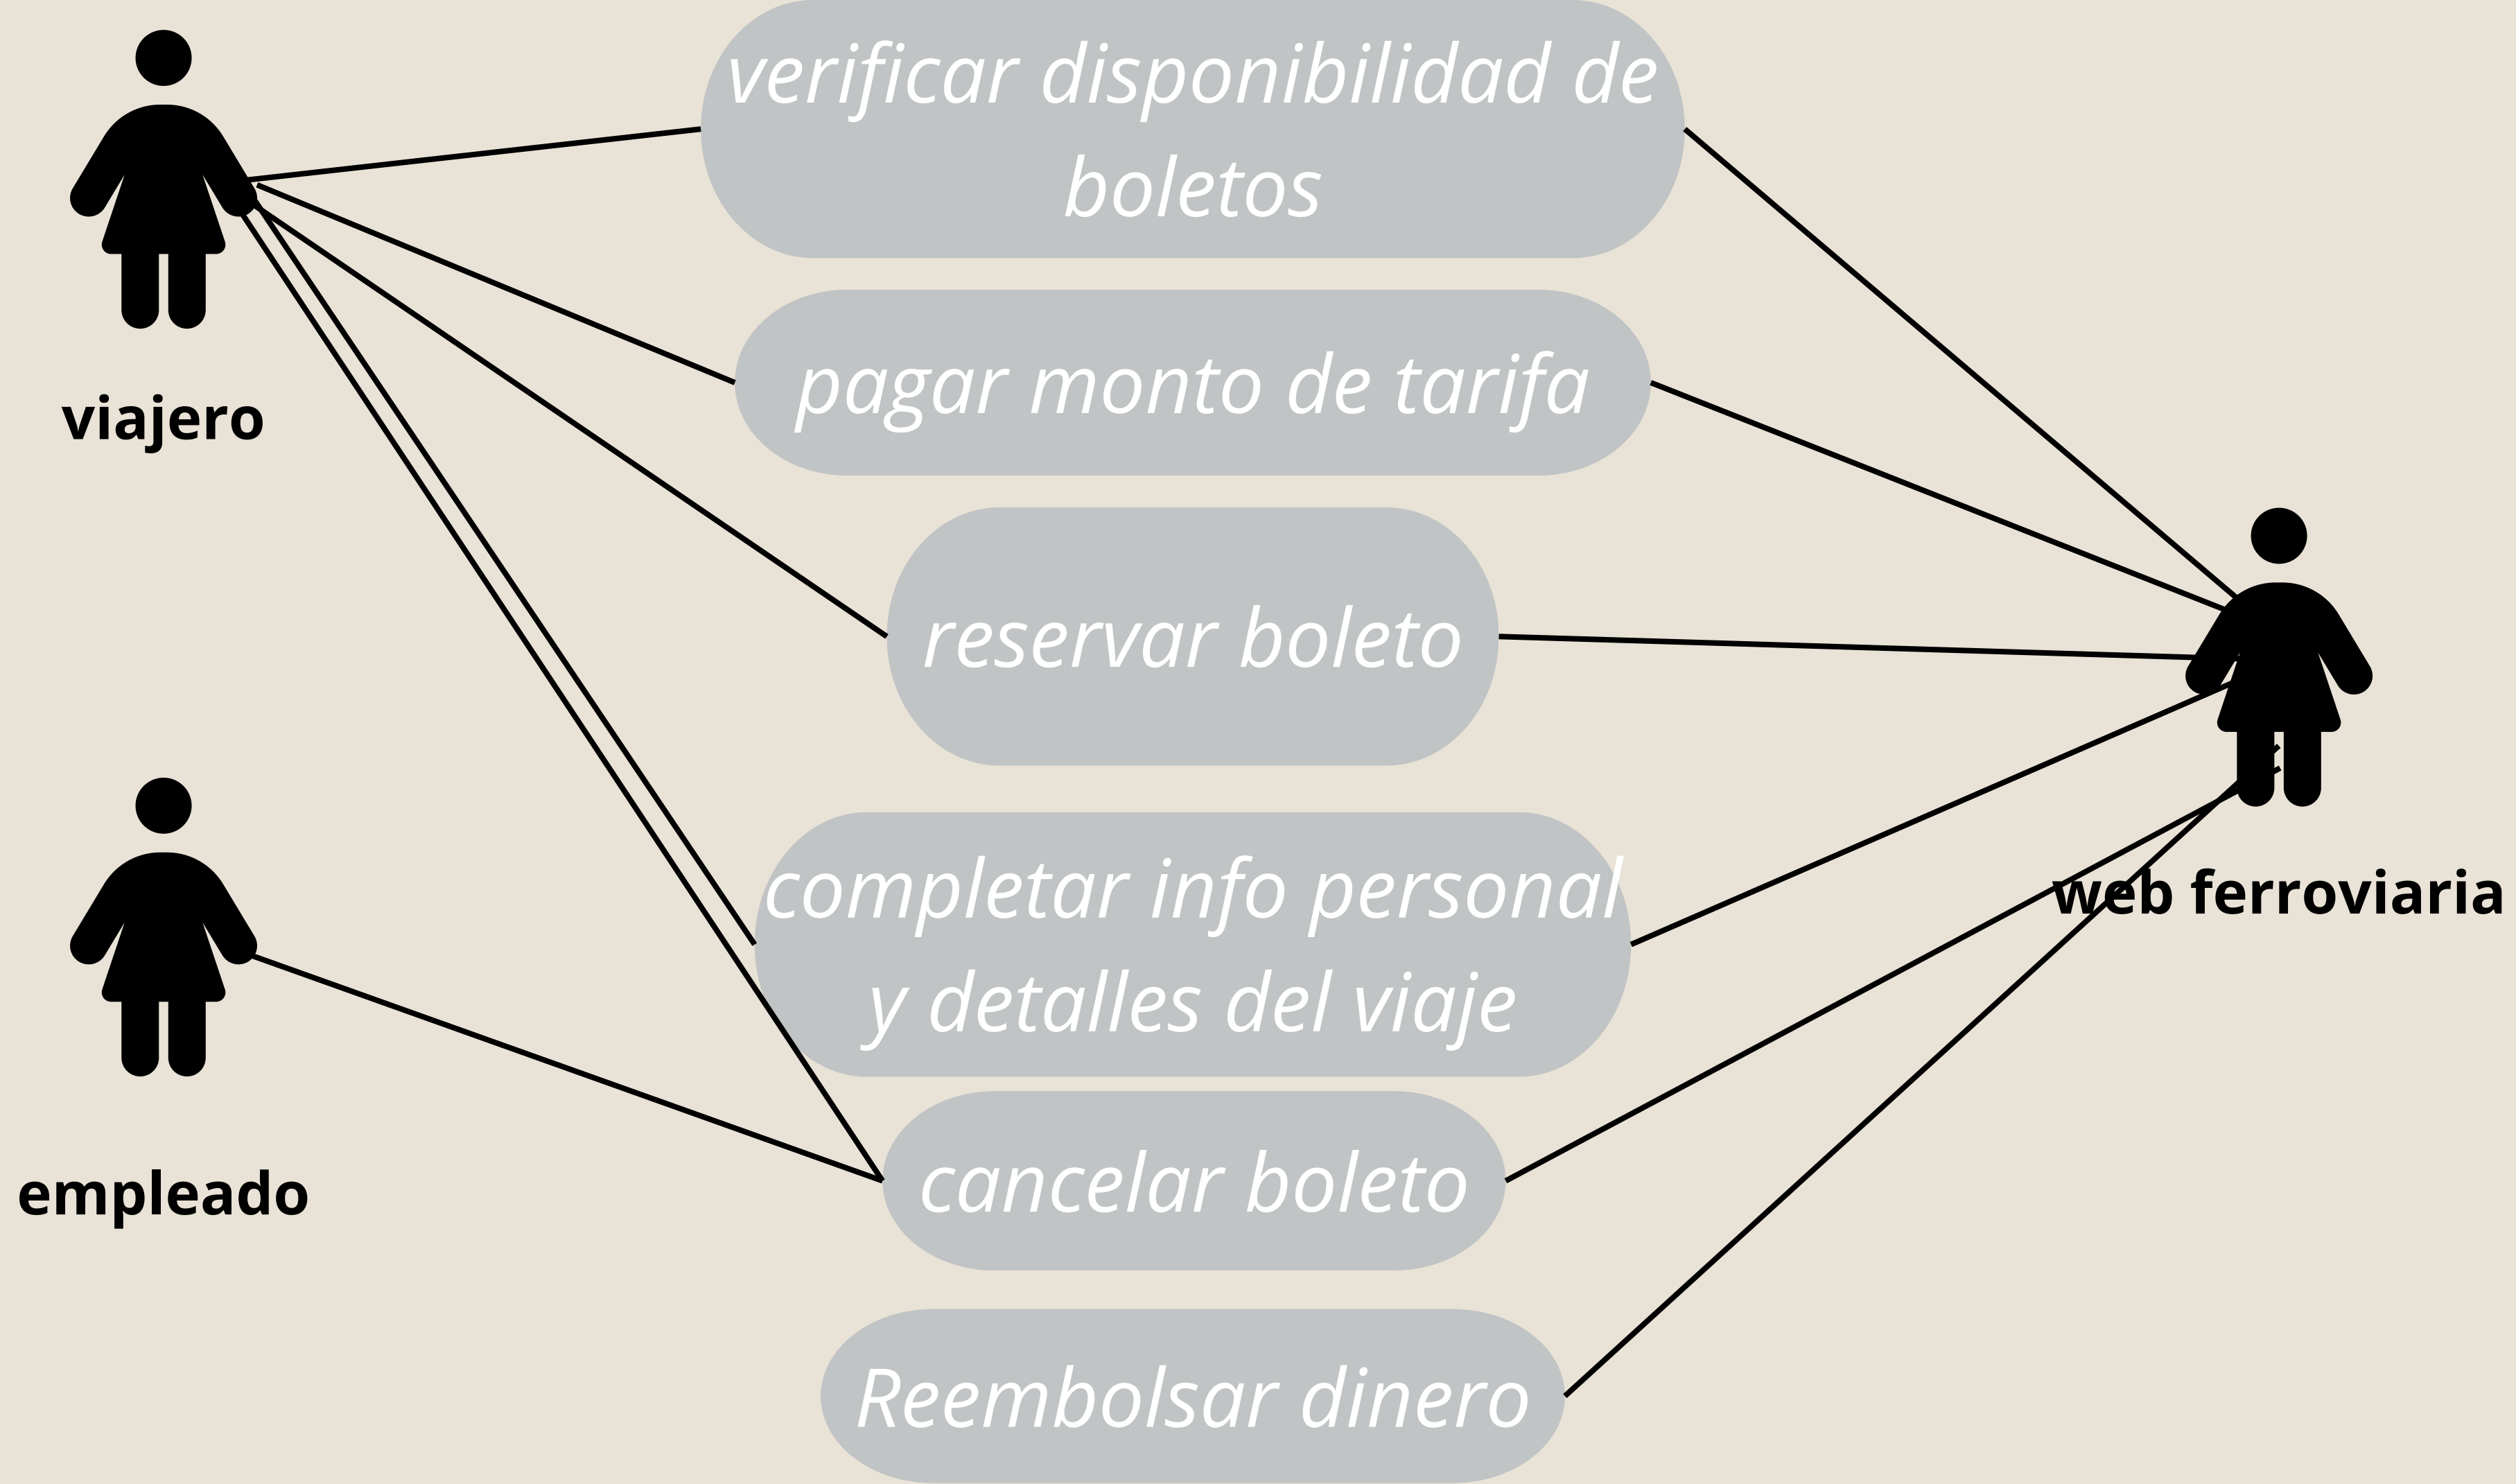 verificar disponibilidad de
boletos
pagar monto de tarifa
viajero
reservar boleto
completar info personal
y detalles del viaje
web ferroviaria
cancelar boleto
empleado
Reembolsar dinero